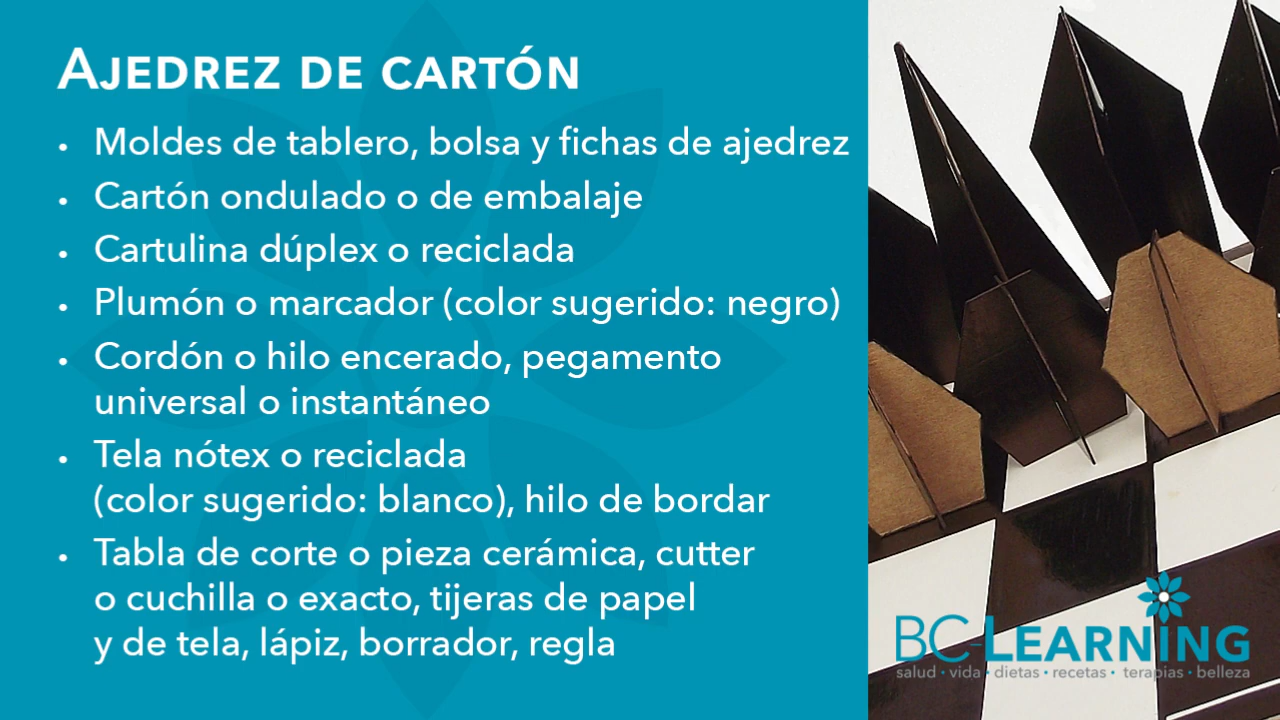 Ajedrez de cartón
• Moldes de tablero, bolsa y fichas de ajedrez
• Cartón ondulado o de embalaje
• Cartulina dúplex o reciclada
• Plumón o marcador (color sugerido: negro)
• Cordón o hilo encerado, pegamento
universal o instantáneo
• Tela nótex o reciclada
(color sugerido: blanco), hilo de bordar
• Tabla de corte o pieza cerámica, cutter
o cuchilla o exacto, tijeras de papel
y de tela, lápiz, borrador, regla
BC-Learning
salud • vida • dietas • recetas • terapias • belleza